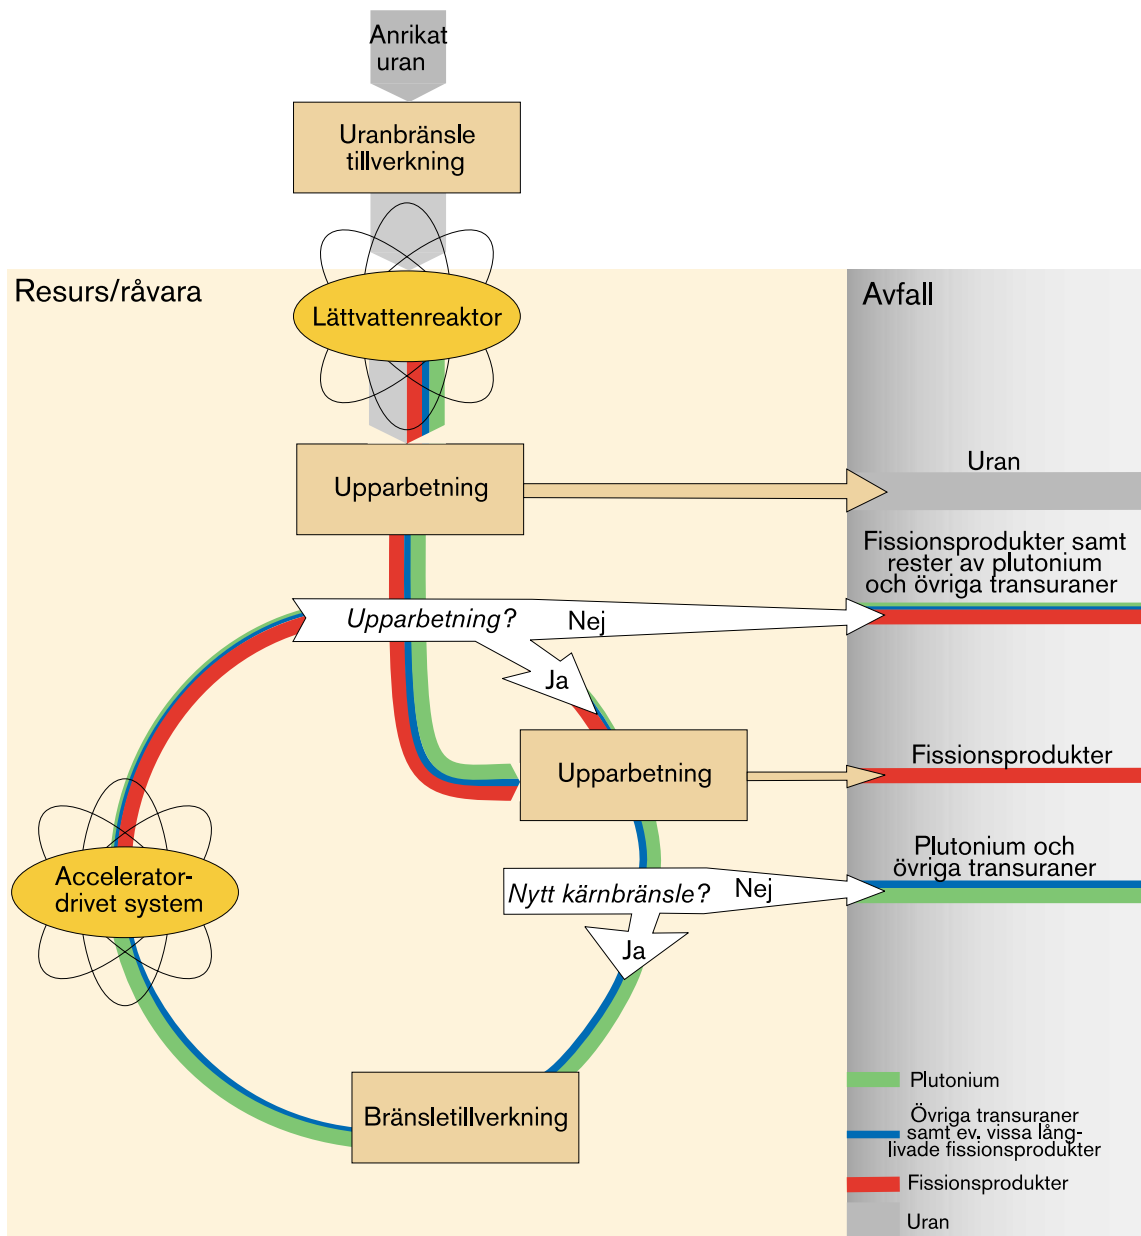 Anrikat
uran
Uranbränsle
tillverkning
Resurs/råvara
Avfall
Lättvattenreaktor
Upparbetning
Uran
Fissionsprodukter samt
rester av plutonium
och övriga transuraner
Upparbetning?
Nej
Ja
Upparbetning
Fissionsprodukter
Plutonium och
övriga transuraner
Accelerator-
drivet system
Nytt kärnbränsle?
Nej
Ja
Bränsletillverkning
Plutonium
Övriga transuraner
samt ev. vissa lång-
livade fissionsprodukter
Fissionsprodukter
Uran